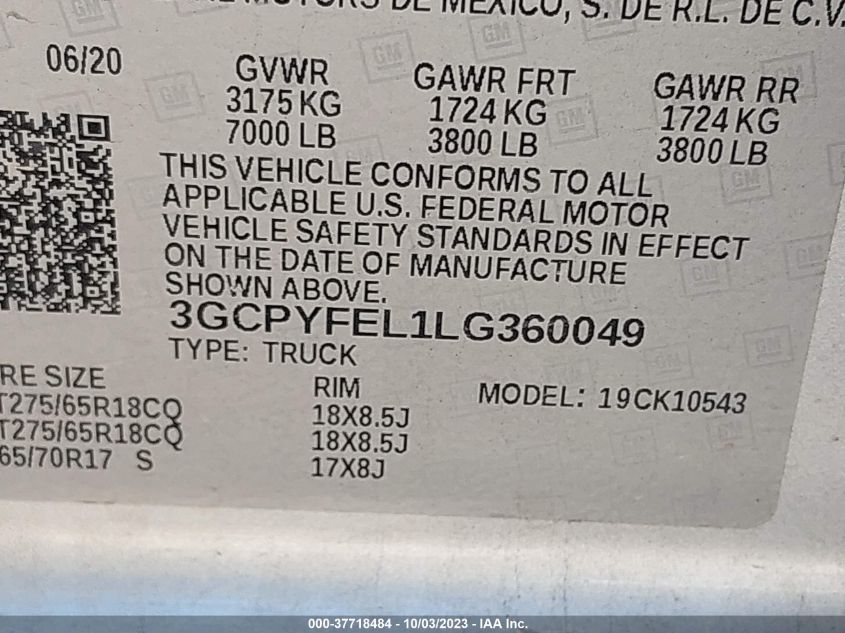 MOTORS DE MEXICO, S. DE R.L. DE C.V.
06/20 GVWR GAWR FRT GAWR RR
3175 KG 1724 KG 1724 KG
7000 LB 3800 LB 3800 LB
THIS VEHICLE CONFORMS TO ALL
APPLICABLE U.S. FEDERAL MOTOR
VEHICLE SAFETY STANDARDS IN EFFECT
ON THE DATE OF MANUFACTURE
SHOWN ABOVE.
3GCPYFEL1LG360049
TYPE: TRUCK
RE SIZE RIM MODEL: 19CK10543
T275/65R18CQ 18X8.5J
T275/65R18CQ 18X8.5J
65/70R17 S 17X8J
000-37718484 - 10/03/2023 - IAA Inc.